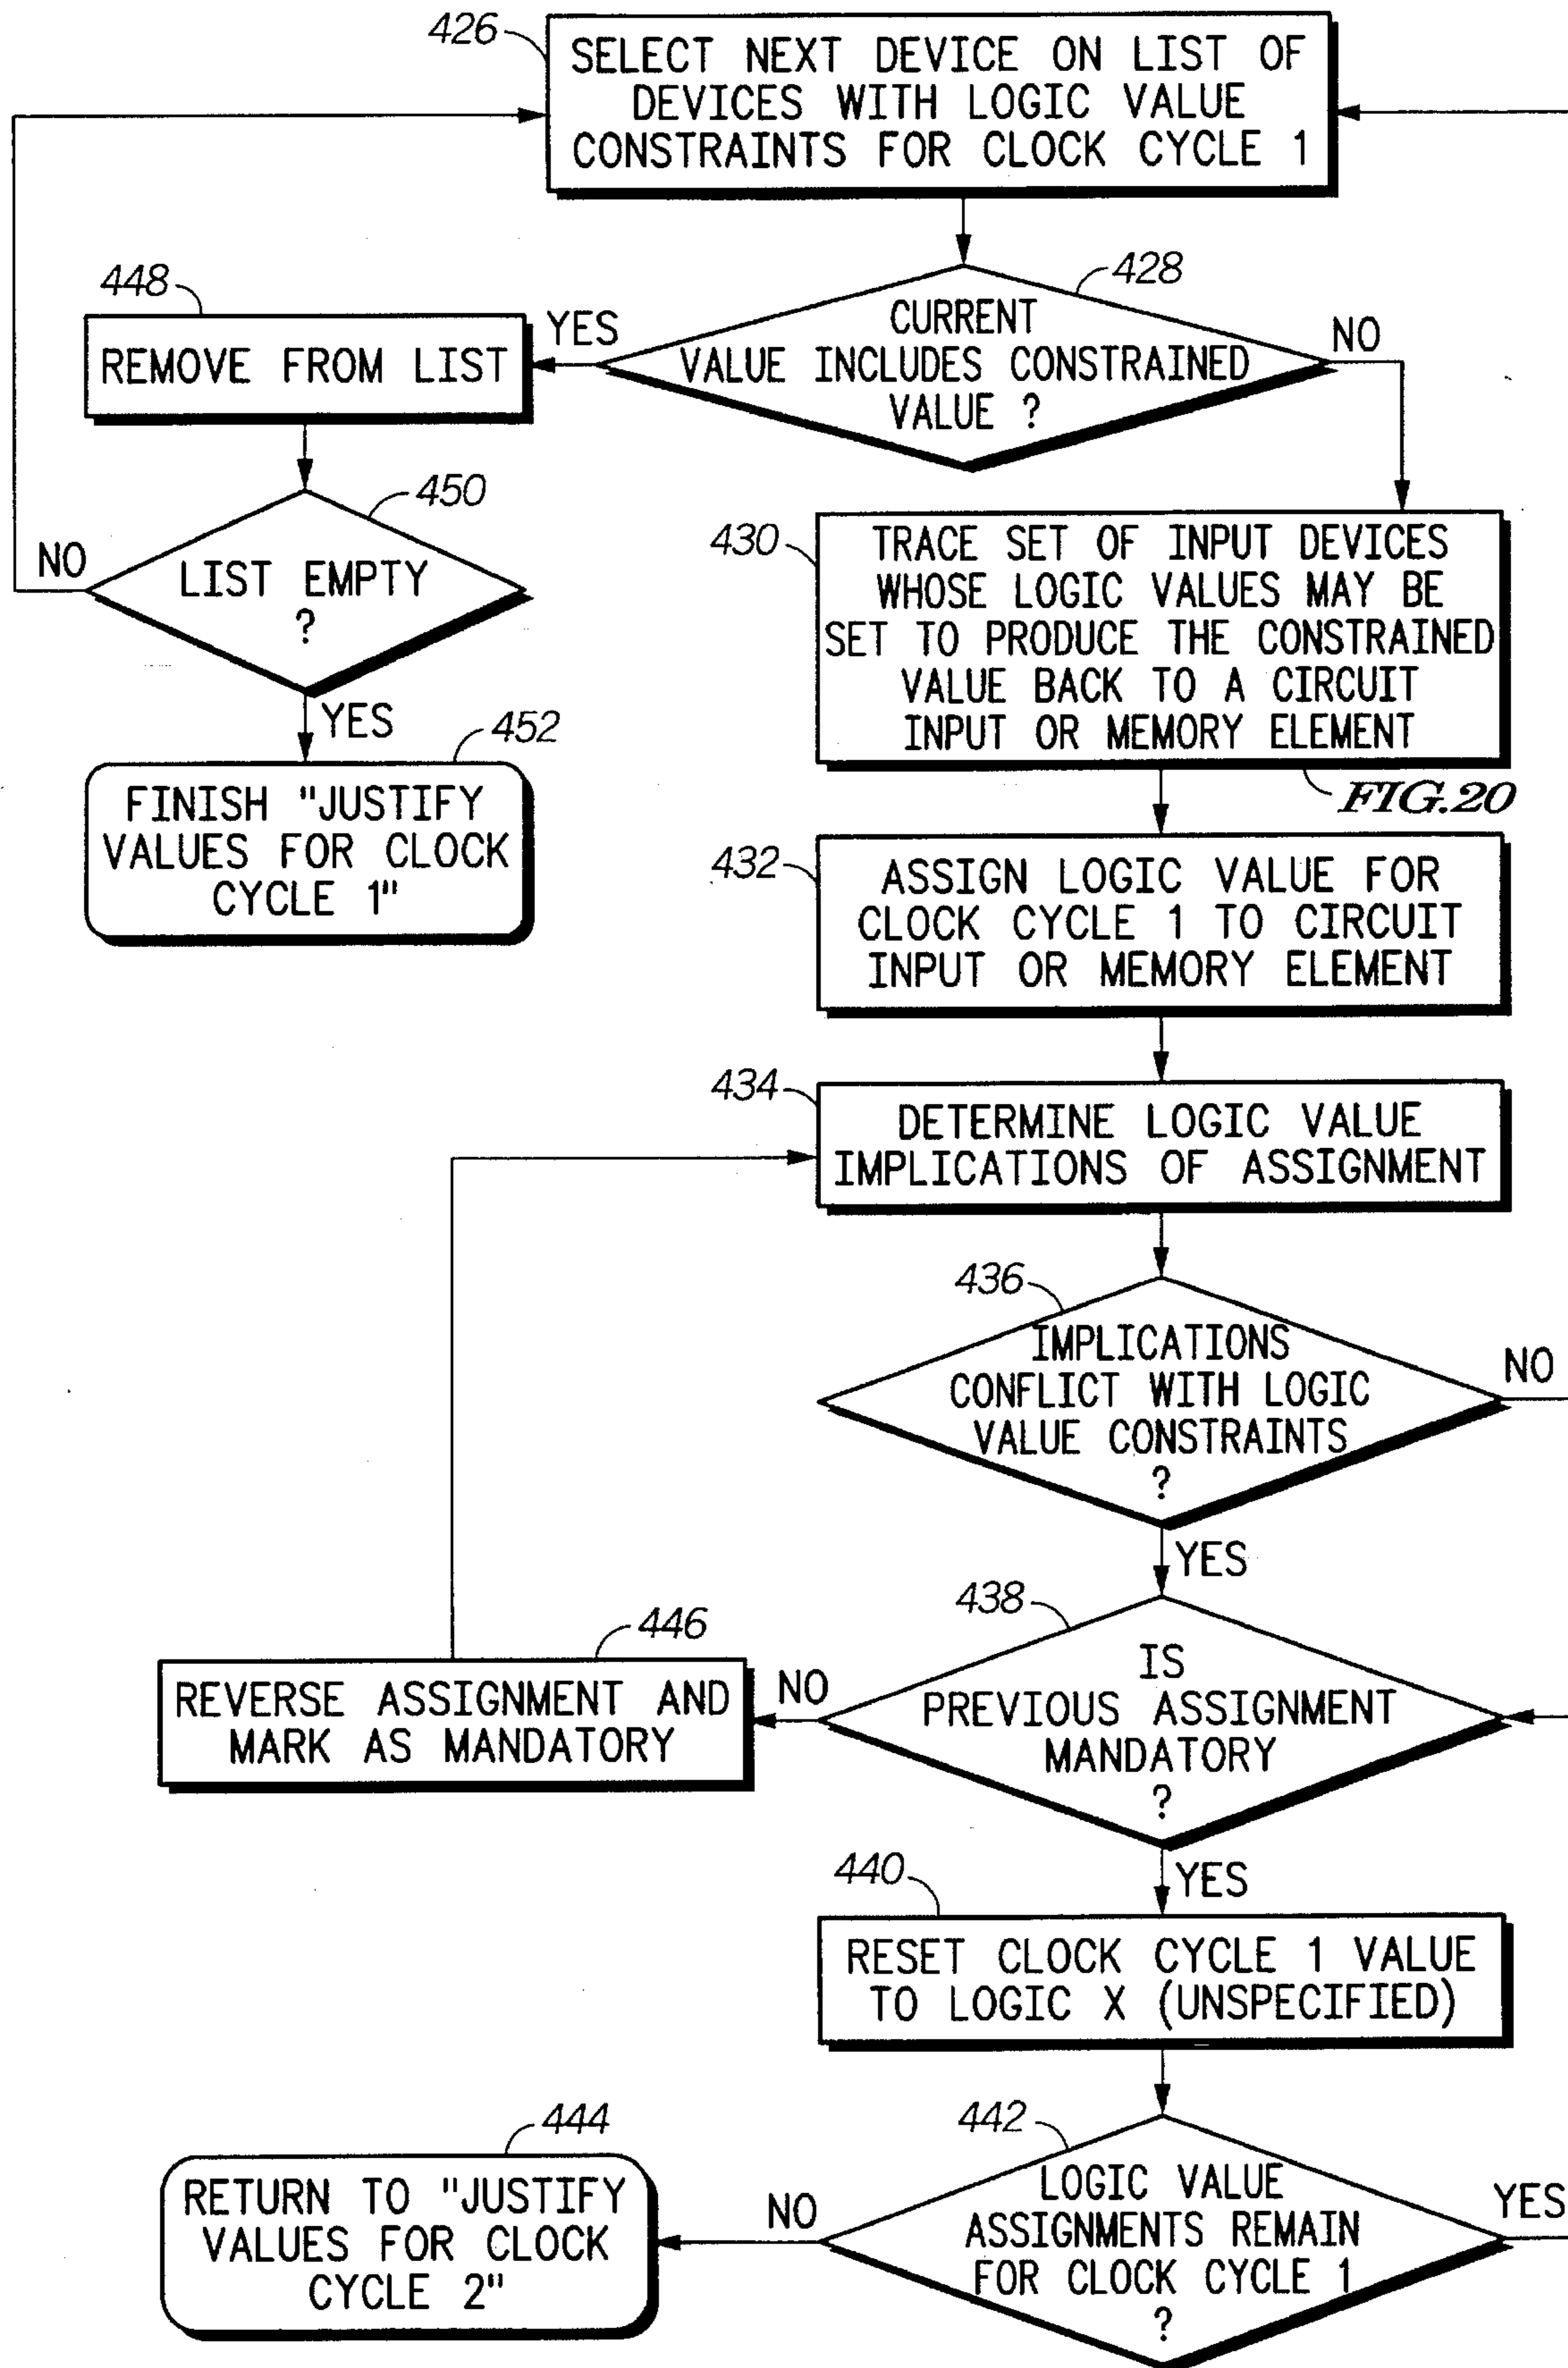 426
SELECT NEXT DEVICE ON LIST OF
DEVICES WITH LOGIC VALUE
CONSTRAINTS FOR CLOCK CYCLE 1
428
CURRENT
VALUE INCLUDES CONSTRAINED
VALUE ?
YES
NO
448
REMOVE FROM LIST
450
LIST EMPTY
?
NO
YES
452
FINISH "JUSTIFY
VALUES FOR CLOCK
CYCLE 1"
430
TRACE SET OF INPUT DEVICES
WHOSE LOGIC VALUES MAY BE
SET TO PRODUCE THE CONSTRAINED
VALUE BACK TO A CIRCUIT
INPUT OR MEMORY ELEMENT
FIG.20
432
ASSIGN LOGIC VALUE FOR
CLOCK CYCLE 1 TO CIRCUIT
INPUT OR MEMORY ELEMENT
434
DETERMINE LOGIC VALUE
IMPLICATIONS OF ASSIGNMENT
436
IMPLICATIONS
CONFLICT WITH LOGIC
VALUE CONSTRAINTS
?
NO
YES
438
IS
PREVIOUS ASSIGNMENT
MANDATORY
?
NO
446
REVERSE ASSIGNMENT AND
MARK AS MANDATORY
YES
440
RESET CLOCK CYCLE 1 VALUE
TO LOGIC X (UNSPECIFIED)
442
LOGIC VALUE
ASSIGNMENTS REMAIN
FOR CLOCK CYCLE 1
?
YES
NO
444
RETURN TO "JUSTIFY
VALUES FOR CLOCK
CYCLE 2"